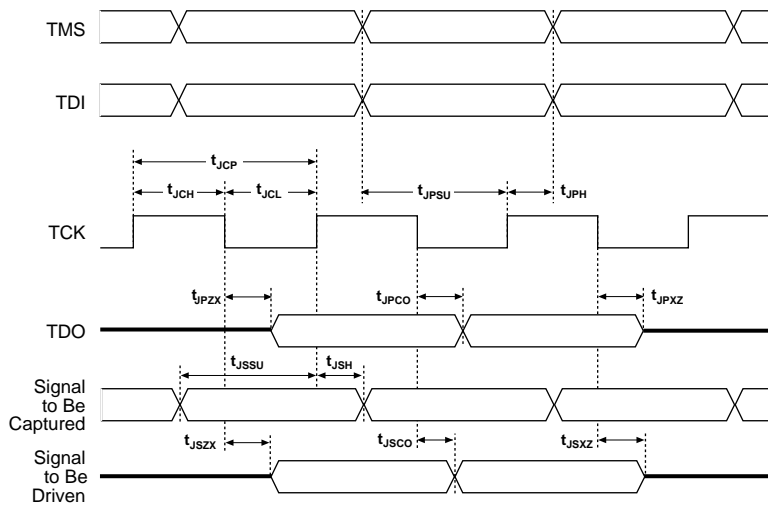 TMS
TDI
tJCP
tJCH
tJCL
tJPSU
tJPH
TCK
tJPZX
tJPCO
tJPXZ
TDO
tJSSU
tJSH
Signal
to Be
Captured
tJSZX
tJSCO
tJSXZ
Signal
to Be
Driven